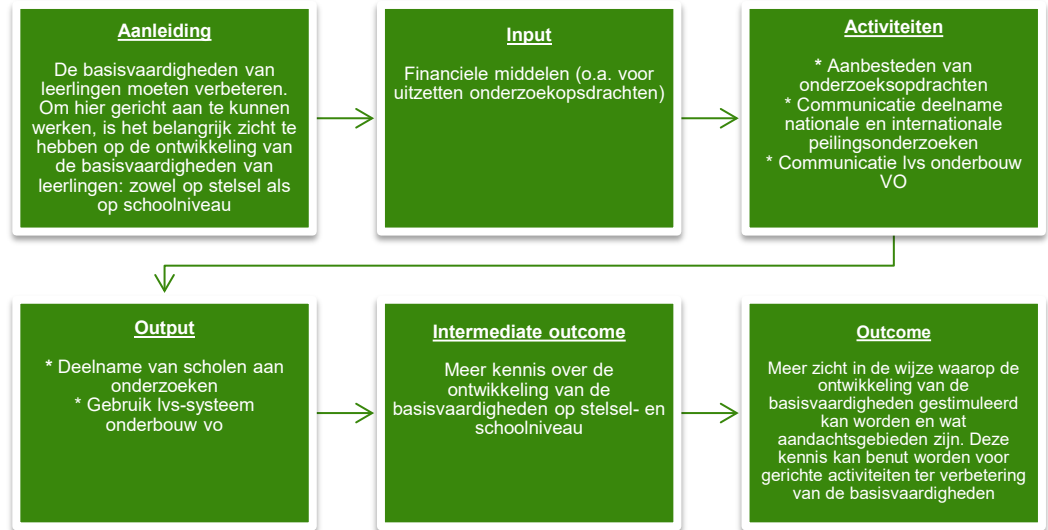 Aanleiding
De basisvaardigheden van
leerlingen moeten verbeteren.
Om hier gericht aan te kunnen
werken, is het belangrijk zicht te
hebben op de ontwikkeling van
de basisvaardigheden van
leerlingen: zowel op stelsel als
op schoolniveau
Input
Financiele middelen (o.a. voor
uitzetten onderzoekopsdrachten)
Activiteiten
* Aanbesteden van
onderzoeksopdrachten
* Communicatie deelname
nationale en internationale
peilingsonderzoeken
* Communicatie lvs onderbouw
VO
Output
* Deelname van scholen aan
onderzoeken
* Gebruik lvs-systeem
onderbouw vo
Intermediate outcome
Meer kennis over de
ontwikkeling van de
basisvaardigheden op stelsel- en
schoolniveau
Outcome
Meer zicht in de wijze waarop de
ontwikkeling van de
basisvaardigheden gestimuleerd
kan worden en wat
aandachtsgebieden zijn. Deze
kennis kan benut worden voor
gerichte activiteiten ter verbetering
van de basisvaardigheden